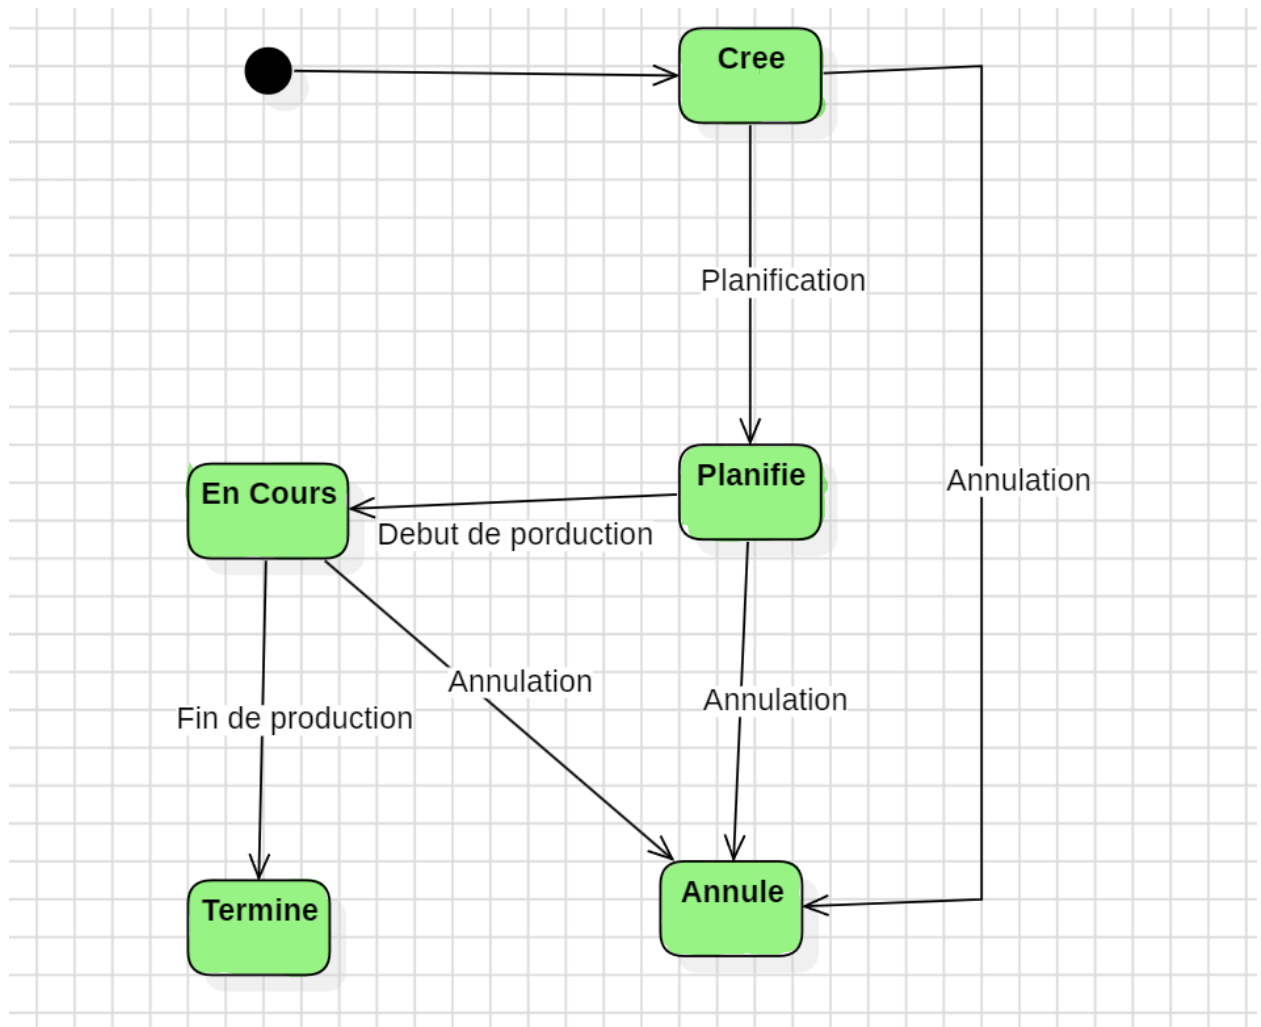 Cree
Planification
Planifie
En Cours
Annulation
Debut de porduction
Annulation
Annulation
Fin de production
Annule
Termine